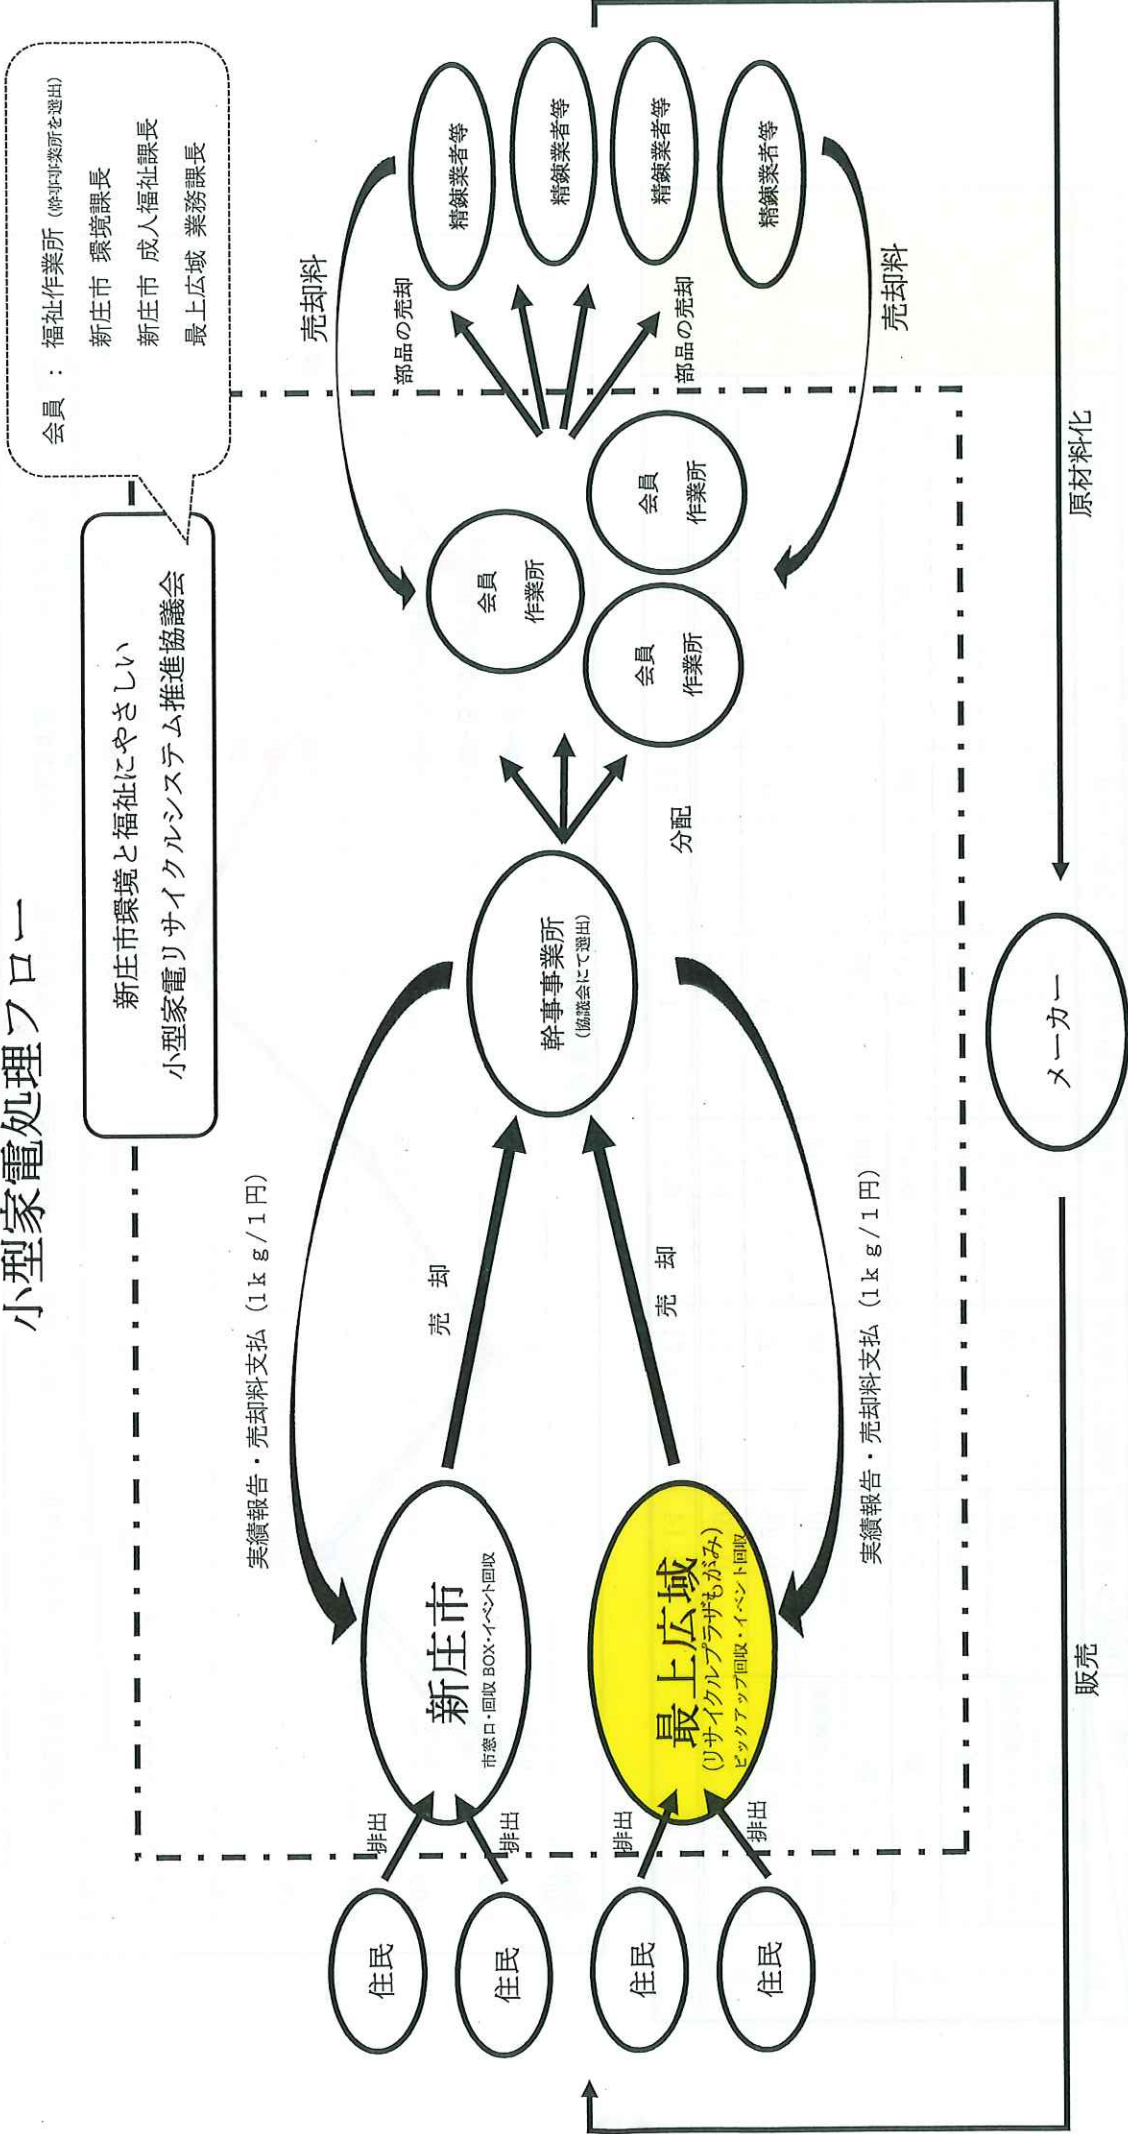 小型家電処理フロー
新庄市環境と福祉にやさしい
小型家電リサイクルシステム推進協議会
会員 ： 福祉作業所 (幹事事業所を選出)
新庄市 環境課長
新庄市 成人福祉課長
最上広域 業務課長
住民
住民
住民
住民
排出
排出
排出
排出
新庄市
市窓口・回収 BOX・イベント回収
最上広域
(リサイクルプラザもがみ)
ピックアップ回収・イベント回収
実績報告・売却料支払 (1ｋｇ/1円)
売　却
売　却
実績報告・売却料支払 (1ｋｇ/1円)
幹事事業所
(協議会にて選出)
分配
会員
作業所
会員
作業所
会員
作業所
売却料
部品の売却
部品の売却
売却料
精錬業者等
精錬業者等
精錬業者等
精錬業者等
原材料化
メーカー
販売